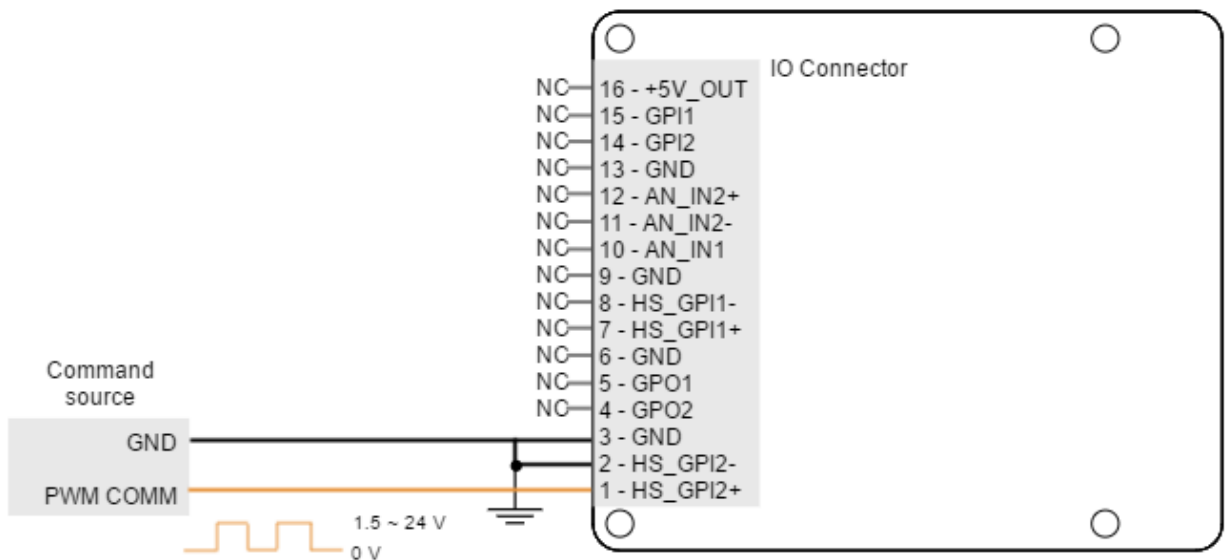 IO Connector
NC 16 - +5V_OUT
NC 15 - GPI1
NC 14 - GPI2
NC 13 - GND
NC 12 - AN_IN2+
NC 11 - AN_IN2-
NC 10 - AN_IN1
NC 9 - GND
NC 8 - HS_GPI1-
NC 7 - HS_GPI1+
NC 6 - GND
NC 5 - GPO1
NC 4 - GPO2
3 - GND
2 - HS_GPI2-
1 - HS_GPI2+
Command
source
GND
PWM COMM
1.5 ~ 24 V
0 V